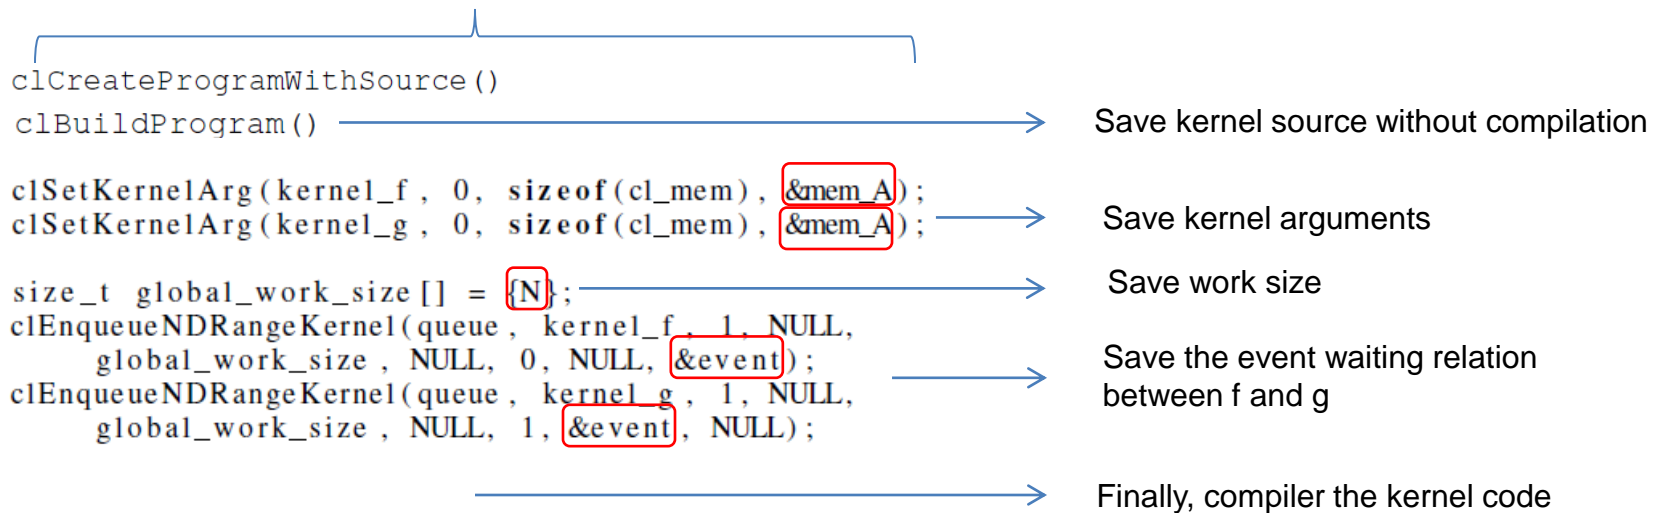 clCreateProgramWithSource()
clBuildProgram()
Save kernel source without compilation
clSetKernelArg(kernel_f, 0, sizeof(cl_mem), &mem_A);
clSetKernelArg(kernel_g, 0, sizeof(cl_mem), &mem_A);
Save kernel arguments
size_t global_work_size[] = {N};
Save work size
clEnqueueNDRangeKernel(queue, kernel_f, 1, NULL,
global_work_size, NULL, 0, NULL, &event);
clEnqueueNDRangeKernel(queue, kernel_g, 1, NULL,
global_work_size, NULL, 1, &event, NULL);
Save the event waiting relation
between f and g
Finally, compiler the kernel code